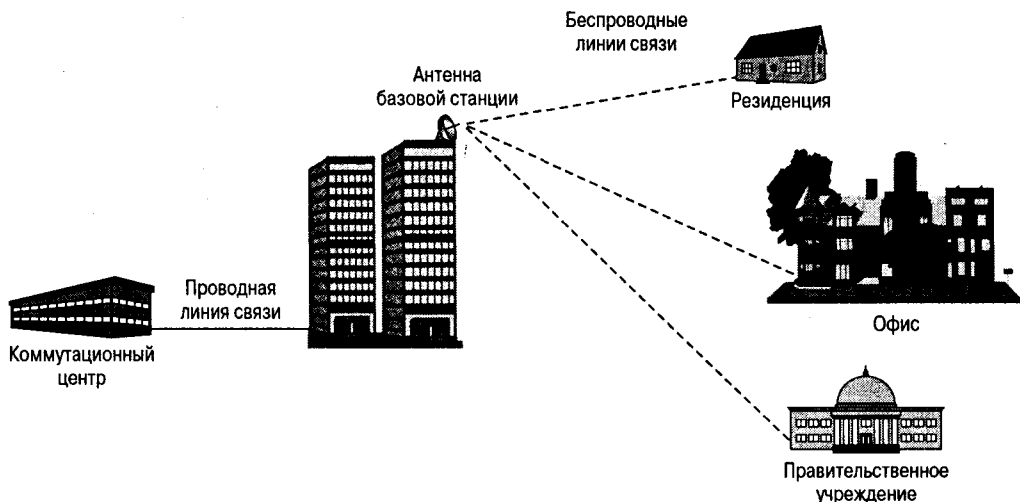 Беспроводные
линии связи
Антенна
базовой станции
Резиденция
Проводная
линия связи
Офис
Коммутационный
центр
Правительственное
учреждение